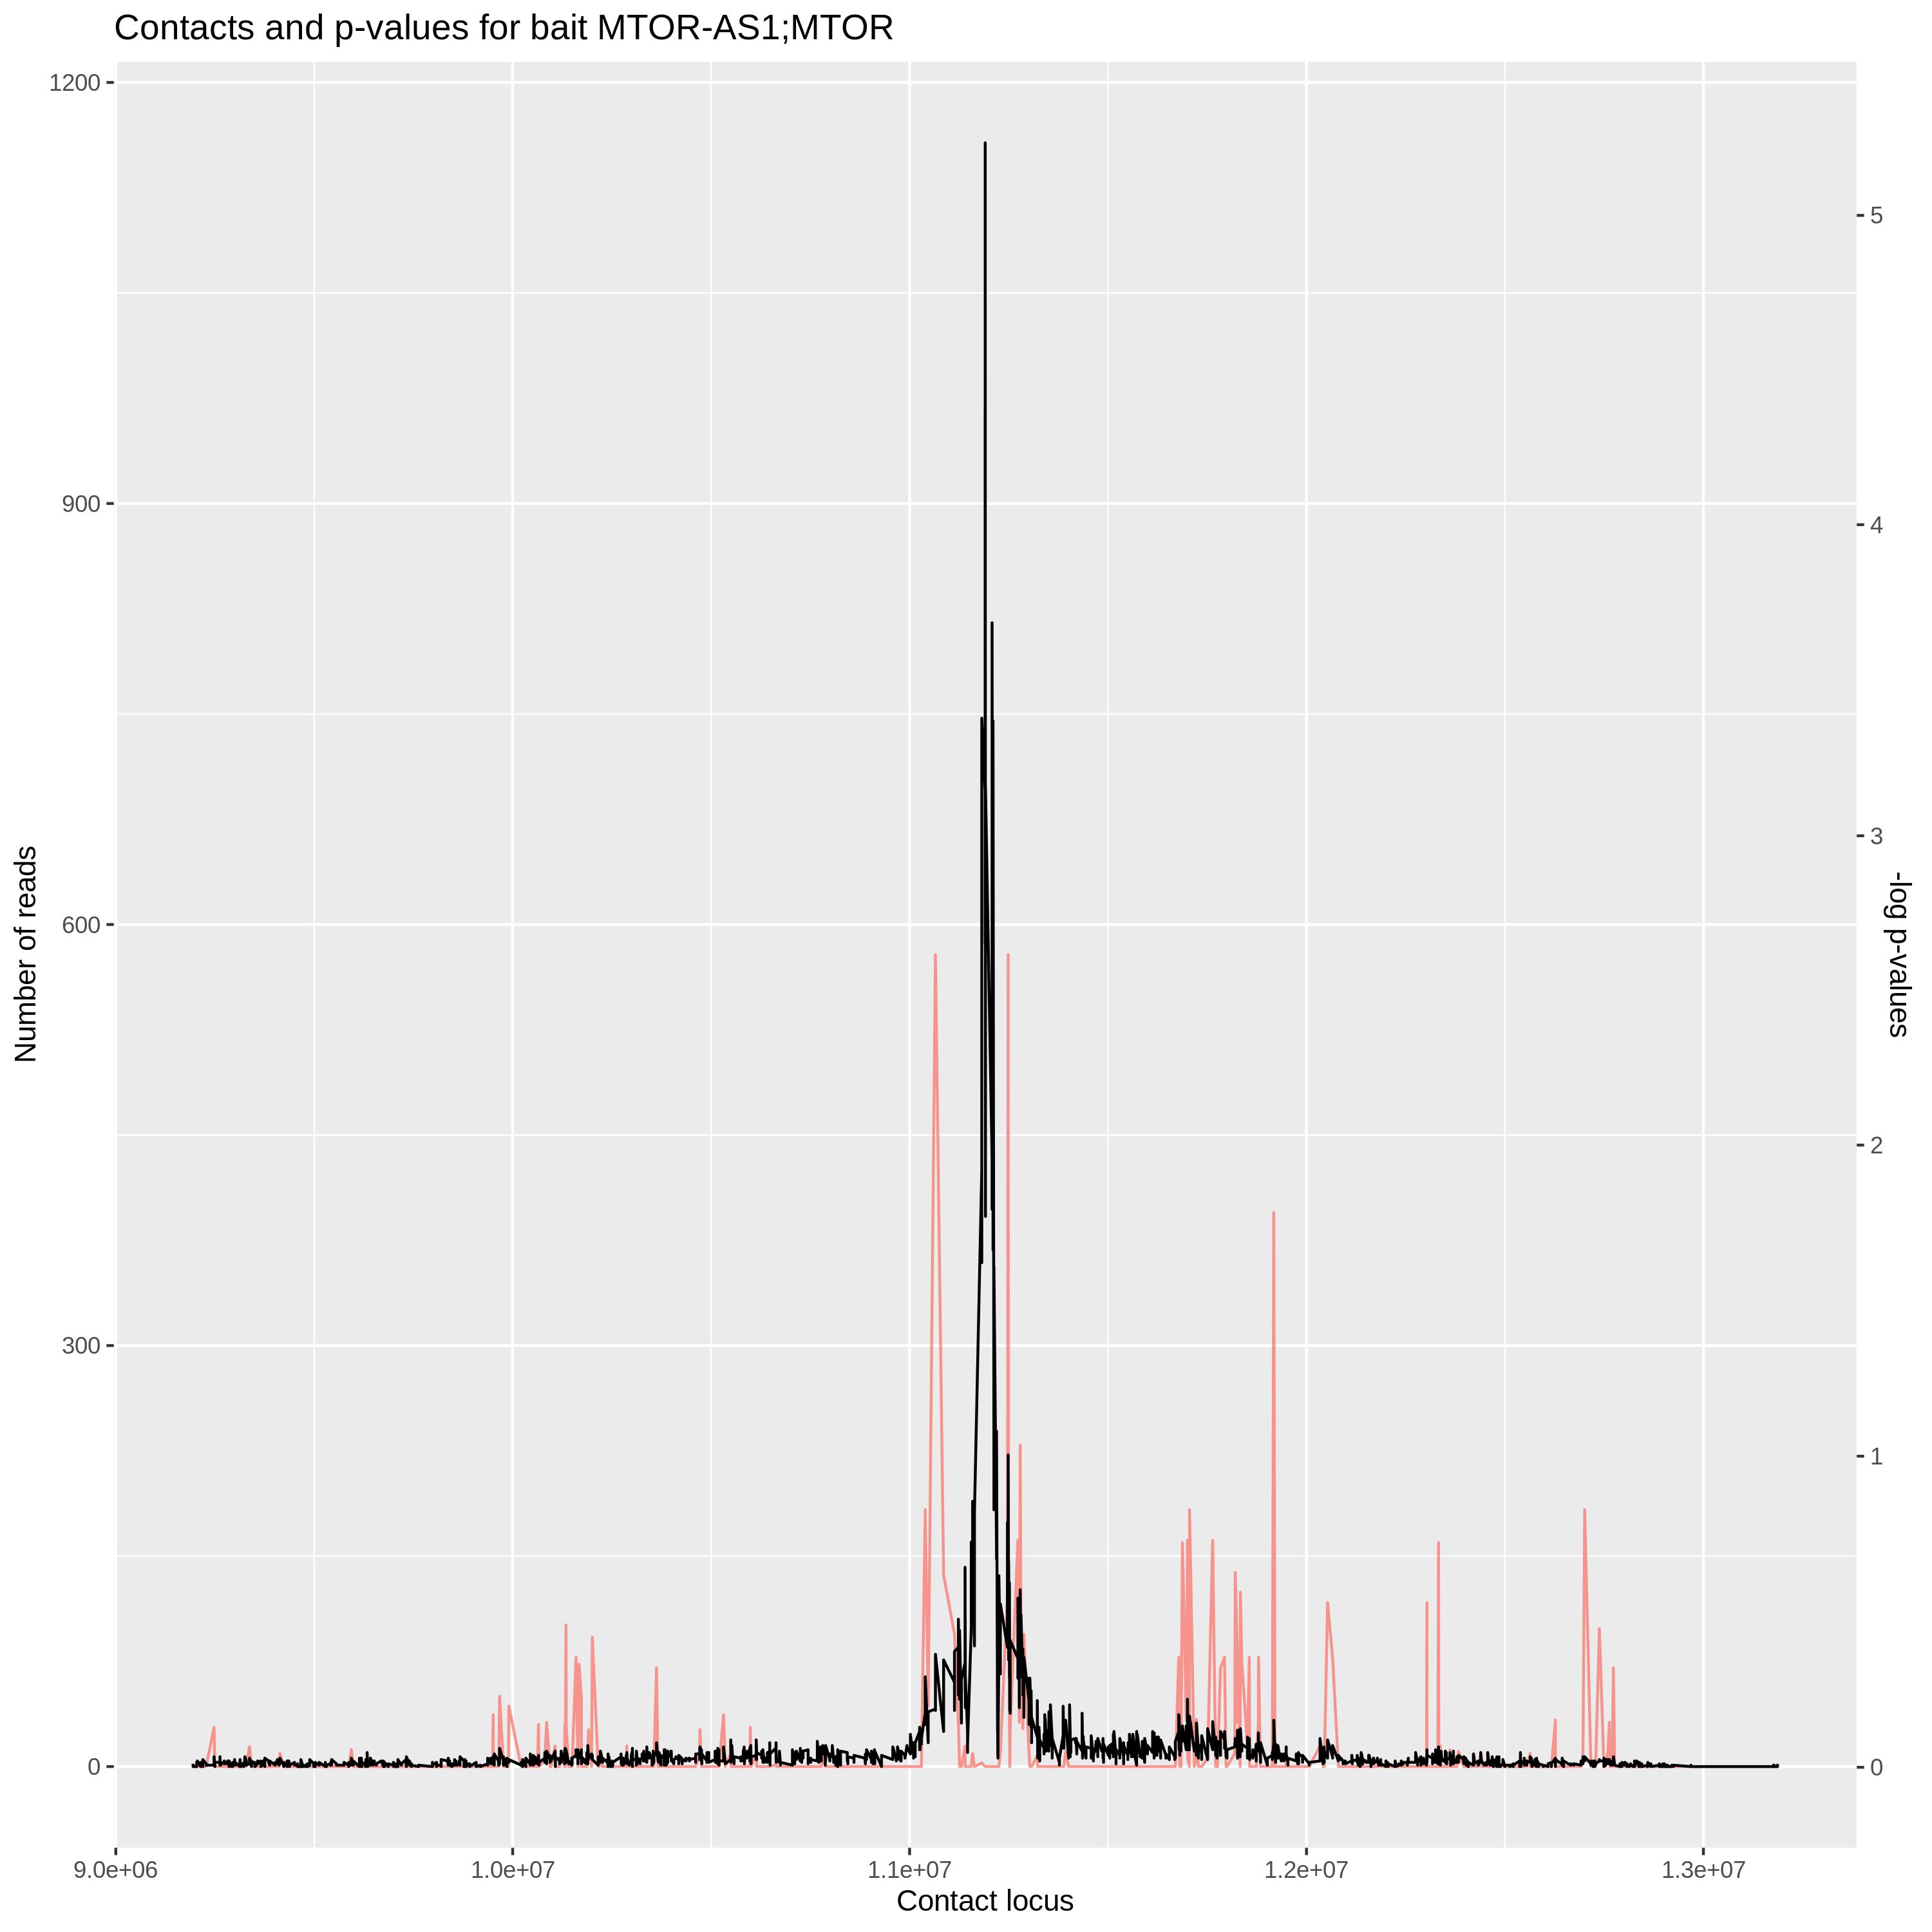 Contacts and p-values for bait MTOR-AS1;MTOR
1200
900
600
300
0
Number of reads
5
4
3
2
1
0
-log p-values
9.0e+06
1.0e+07
1.1e+07
1.2e+07
1.3e+07
Contact locus